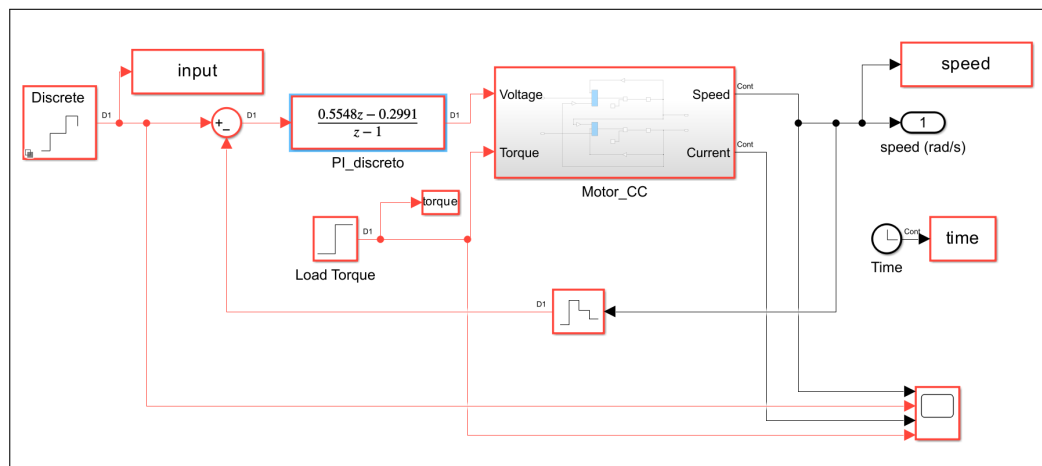 input
speed
Discrete
D1
D1
0.5548z − 0.2991
z − 1
D1
PI_discreto
Voltage
Speed
Cont
Torque
Current
Cont
Motor_CC
1
speed (rad/s)
torque
D1
Load Torque
Cont
time
Time
D1